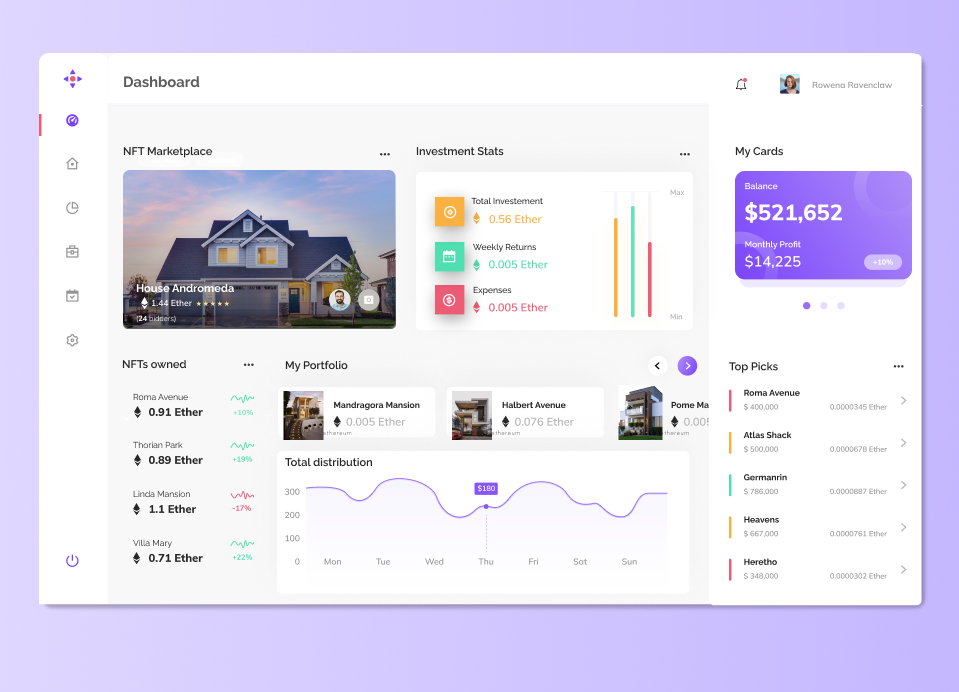 Dashboard
Rowena Ravenclaw
NFT Marketplace
House Andromeda
1.44 Ether
(24 bidders)
Investment Stats
Total Investement
0.56 Ether
Weekly Returns
0.005 Ether
Expenses
0.005 Ether
Max
Min
My Cards
Balance
$521,652
Monthly Profit
$14,225
+10%
NFTs owned
Roma Avenue
0.91 Ether
+10%
Thorian Park
0.89 Ether
+19%
Linda Mansion
1.1 Ether
-17%
Villa Mary
0.71 Ether
+22%
My Portfolio
Mandragora Mansion
0.005 Ether
ethereum
Halbert Avenue
0.076 Ether
ethereum
Pome Ma
0.005
ethereum
Total distribution
300
200
100
0
$180
Mon Tue Wed Thu Fri Sat Sun
Top Picks
Roma Avenue
$ 400,000 0.0000345 Ether
Atlas Shack
$ 500,000 0.0000678 Ether
Germanrin
$ 786,000 0.0000887 Ether
Heavens
$ 667,000 0.0000761 Ether
Heretho
$ 348,000 0.0000302 Ether